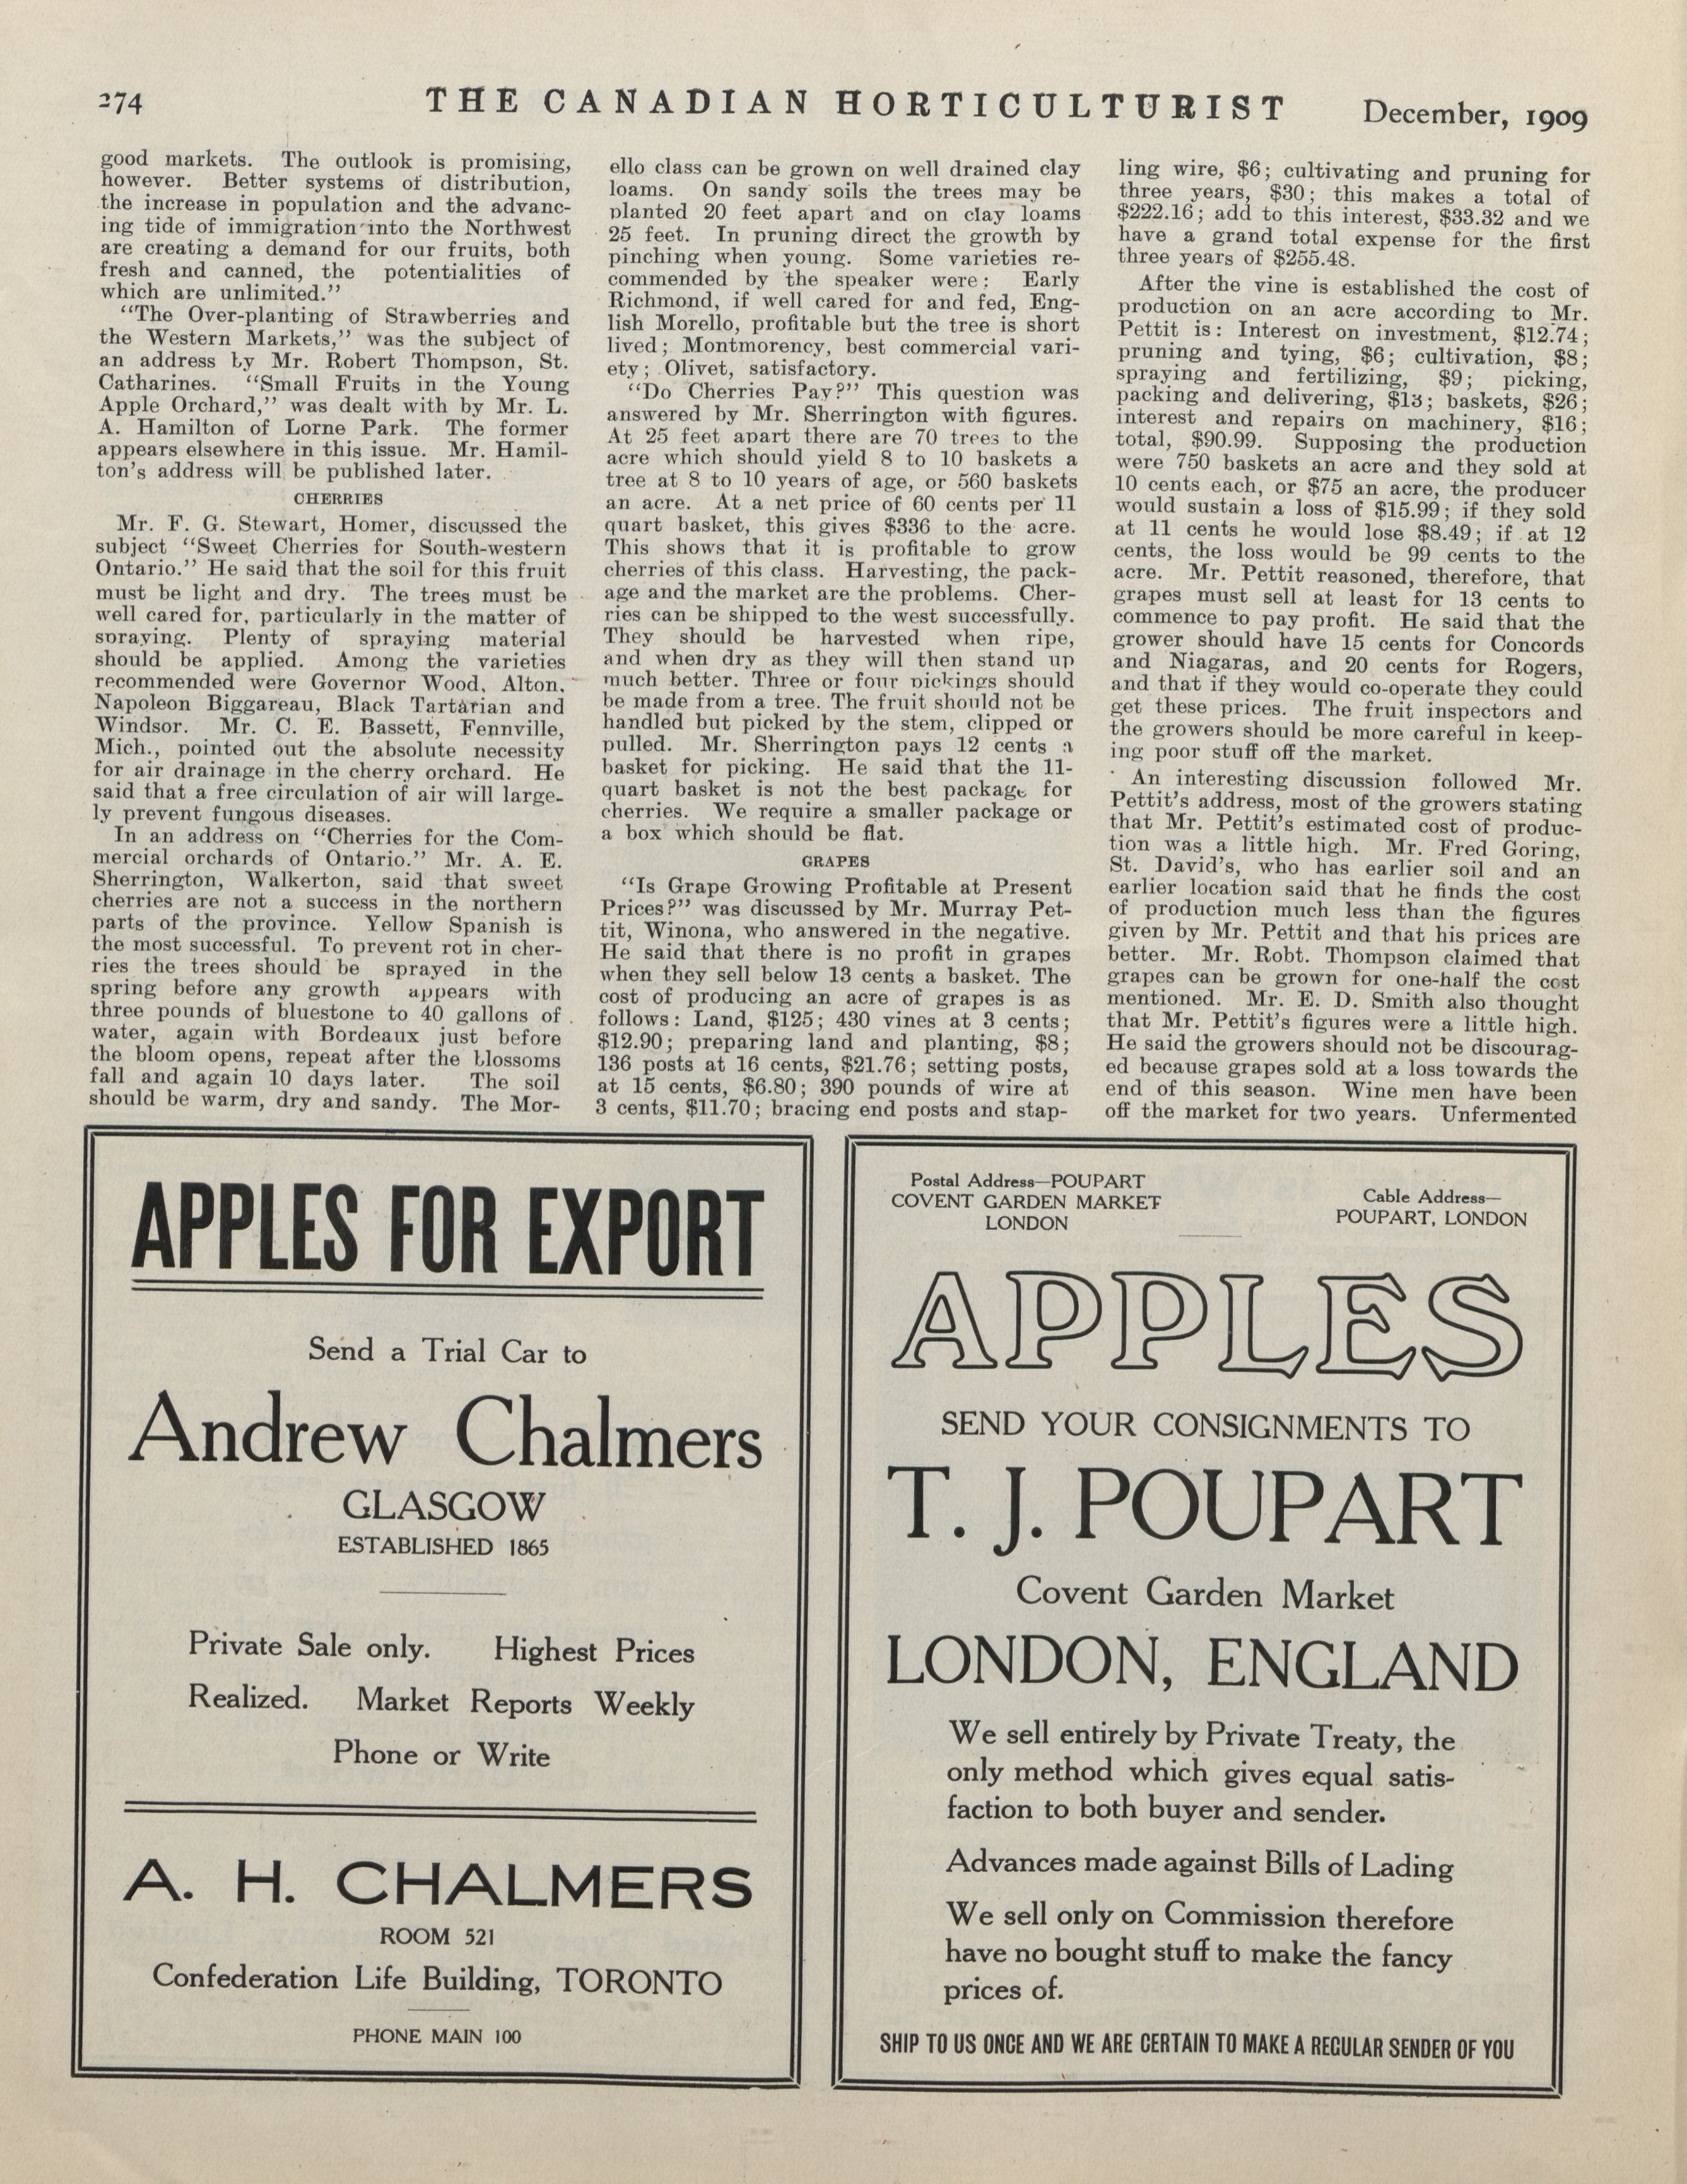 274
THE CANADIAN HORTICULTURIST
December, 1909
good markets. The outlook is promising,
however. Better systems of distribution,
the increase in population and the advanc-
ing tide of immigration into the Northwest
are creating a demand for our fruits, both
fresh and canned, the potentialities of
which are unlimited.”
“The Over-planting of Strawberries and
the Western Markets,” was the subject of
an address by Mr. Robert Thompson, St.
Catharines. “Small Fruits in the Young
Apple Orchard,” was dealt with by Mr. L.
A. Hamilton of Lorne Park. The former
appears elsewhere in this issue. Mr. Hamil-
ton’s address will be published later.
CHERRIES
Mr. F. G. Stewart, Homer, discussed the
subject “Sweet Cherries for South-western
Ontario.” He said that the soil for this fruit
must be light and dry. The trees must be
well cared for, particularly in the matter of
spraying. Plenty of spraying material
should be applied. Among the varieties
recommended were Governor Wood, Alton,
Napoleon Biggareau, Black Tartarian and
Windsor. Mr. C. E. Bassett, Fennville,
Mich., pointed out the absolute necessity
for air drainage in the cherry orchard. He
said that a free circulation of air will large-
ly prevent fungous diseases.
In an address on “Cherries for the Com-
mercial orchards of Ontario.” Mr. A. E.
Sherrington, Walkerton, said that sweet
cherries are not a success in the northern
parts of the province. Yellow Spanish is
the most successful. To prevent rot in cher-
ries the trees should be sprayed in the
spring before any growth appears with
three pounds of bluestone to 40 gallons of
water, again with Bordeaux just before
the bloom opens, repeat after the blossoms
fall and again 10 days later. The soil
should be warm, dry and sandy. The Mor-
ello class can be grown on well drained clay
loams. On sandy soils the trees may be
planted 20 feet apart and on clay loams
25 feet. In pruning direct the growth by
pinching when young. Some varieties re-
commended by the speaker were: Early
Richmond, if well cared for and fed, Eng-
lish Morello, profitable but the tree is short
lived; Montmorency, best commercial vari-
ety; Olivet, satisfactory.
“Do Cherries Pay?” This question was
answered by Mr. Sherrington with figures.
At 25 feet apart there are 70 trees to the
acre which should yield 8 to 10 baskets a
tree at 8 to 10 years of age, or 560 baskets
an acre. At a net price of 60 cents per 11
quart basket, this gives $336 to the acre.
This shows that it is profitable to grow
cherries of this class. Harvesting, the pack-
age and the market are the problems. Cher-
ries can be shipped to the west successfully.
They should be harvested when ripe,
and when dry as they will then stand up
much better. Three or four pickings should
be made from a tree. The fruit should not be
handled but picked by the stem, clipped or
pulled. Mr. Sherrington pays 12 cents a
basket for picking. He said that the 11-
quart basket is not the best package for
cherries. We require a smaller package or
a box which should be flat.
GRAPES
“Is Grape Growing Profitable at Present
Prices?” was discussed by Mr. Murray Pet-
tit, Winona, who answered in the negative.
He said that there is no profit in grapes
when they sell below 13 cents a basket. The
cost of producing an acre of grapes is as
follows: Land, $125; 430 vines at 3 cents;
$12.90; preparing land and planting, $8;
136 posts at 16 cents, $21.76; setting posts,
at 15 cents, $6.80; 390 pounds of wire at
3 cents, $11.70; bracing end posts and stap-
ling wire, $6; cultivating and pruning for
three years, $30; this makes a total of
$222.16; add to this interest, $33.32 and we
have a grand total expense for the first
three years of $255.48.
After the vine is established the cost of
production on an acre according to Mr.
Pettit is: Interest on investment, $12.74;
pruning and tying, $6; cultivation, $8;
spraying and fertilizing, $9; picking,
packing and delivering, $13; baskets, $26;
interest and repairs on machinery, $16;
total, $90.99. Supposing the production
were 750 baskets an acre and they sold at
10 cents each, or $75 an acre, the producer
would sustain a loss of $15.99; if they sold
at 11 cents he would lose $8.49; if at 12
cents, the loss would be 99 cents to the
acre. Mr. Pettit reasoned, therefore, that
grapes must sell at least for 13 cents to
commence to pay profit. He said that the
grower should have 15 cents for Concords
and Niagaras, and 20 cents for Rogers,
and that if they would co-operate they could
get these prices. The fruit inspectors and
the growers should be more careful in keep-
ing poor stuff off the market.
An interesting discussion followed Mr.
Pettit’s address, most of the growers stating
that Mr. Pettit’s estimated cost of produc-
tion was a little high. Mr. Fred Goring,
St. David’s, who has earlier soil and an
earlier location said that he finds the cost
of production much less than the figures
given by Mr. Pettit and that his prices are
better. Mr. Robt. Thompson claimed that
grapes can be grown for one-half the cost
mentioned. Mr. E. D. Smith also thought
that Mr. Pettit’s figures were a little high.
He said the growers should not be discourag-
ed because grapes sold at a loss towards the
end of this season. Wine men have been
off the market for two years. Unfermented
APPLES FOR EXPORT
Send a Trial Car to
Andrew Chalmers
GLASGOW
ESTABLISHED 1865
Private Sale only. Highest Prices
Realized. Market Reports Weekly
Phone or Write
A. H. CHALMERS
ROOM 521
Confederation Life Building, TORONTO
PHONE MAIN 100
Postal Address—POUPART
COVENT GARDEN MARKET
LONDON
Cable Address—
POUPART, LONDON
APPLES
SEND YOUR CONSIGNMENTS TO
T. J. POUPART
Covent Garden Market
LONDON, ENGLAND
We sell entirely by Private Treaty, the
only method which gives equal satis-
faction to both buyer and sender.
Advances made against Bills of Lading
We sell only on Commission therefore
have no bought stuff to make the fancy
prices of.
SHIP TO US ONCE AND WE ARE CERTAIN TO MAKE A REGULAR SENDER OF YOU